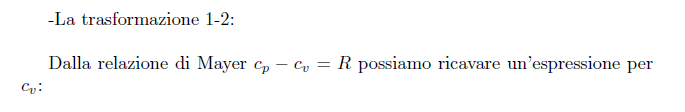 -La trasformazione 1-2:
Dalla relazione di Mayer $c_p - c_v = R$ possiamo ricavare un'espressione per
$c_v$: